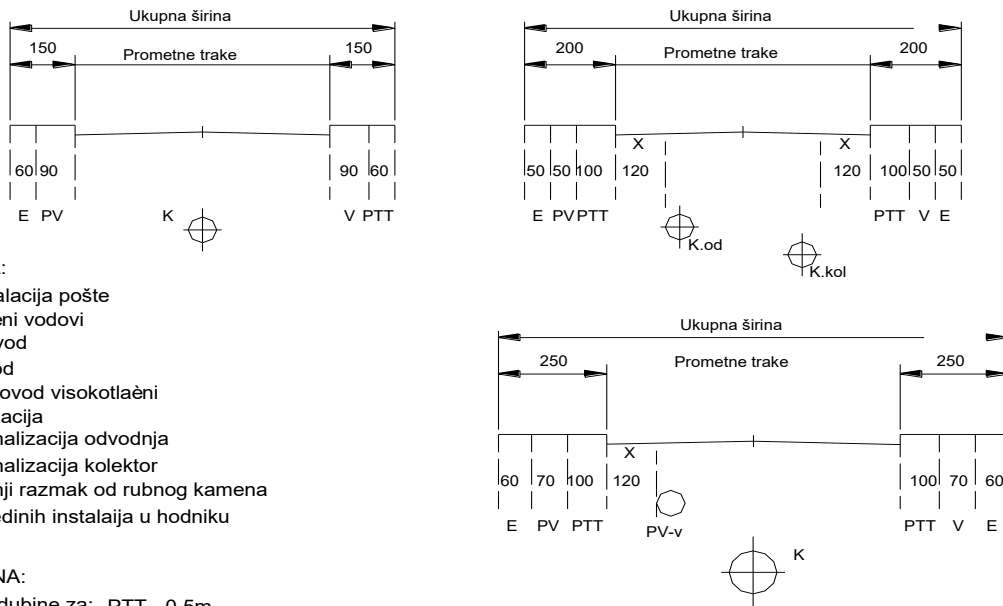 Ukupna širina
150 Prometne trake 150
60 90 90 60
E PV K V PTT
Ukupna širina
200 Prometne trake 200
X X
50 50 100 120 120 100 50 50
E PV PTT PTT V E
K.od
K.kol
:
alacija pošte
eni vodovi
vod
od
ovod visokotlaèni
acija
nalizacija odvodnja
nalizacija kolektor
nji razmak od rubnog kamena
edinih instalaija u hodniku
NA:
dubine za: PTT - 0.5m
Ukupna širina
250 Prometne trake 250
X
60 70 100 120 100 70 60
E PV PTT PTT V E
PV-v
K